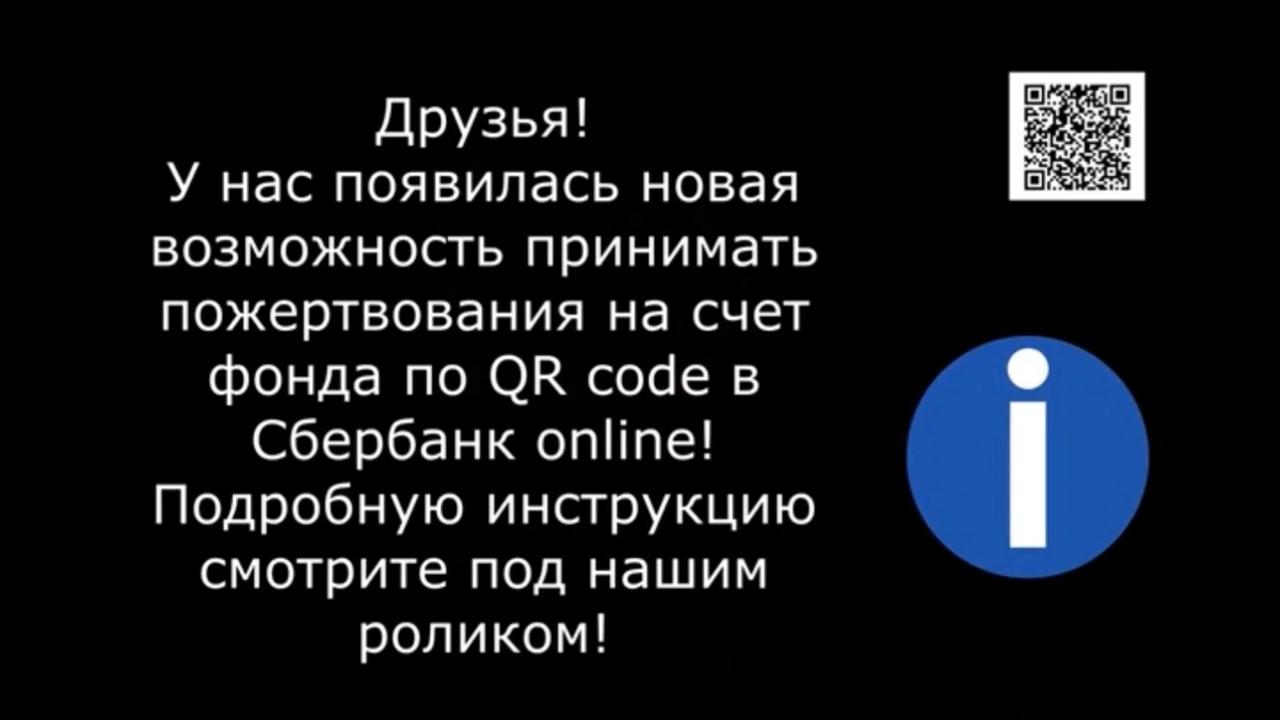 Друзья!
У нас появилась новая
возможность принимать
пожертвования на счет
фонда по QR code в
Сбербанк online!
Подробную инструкцию
смотрите под нашим
роликом!
i